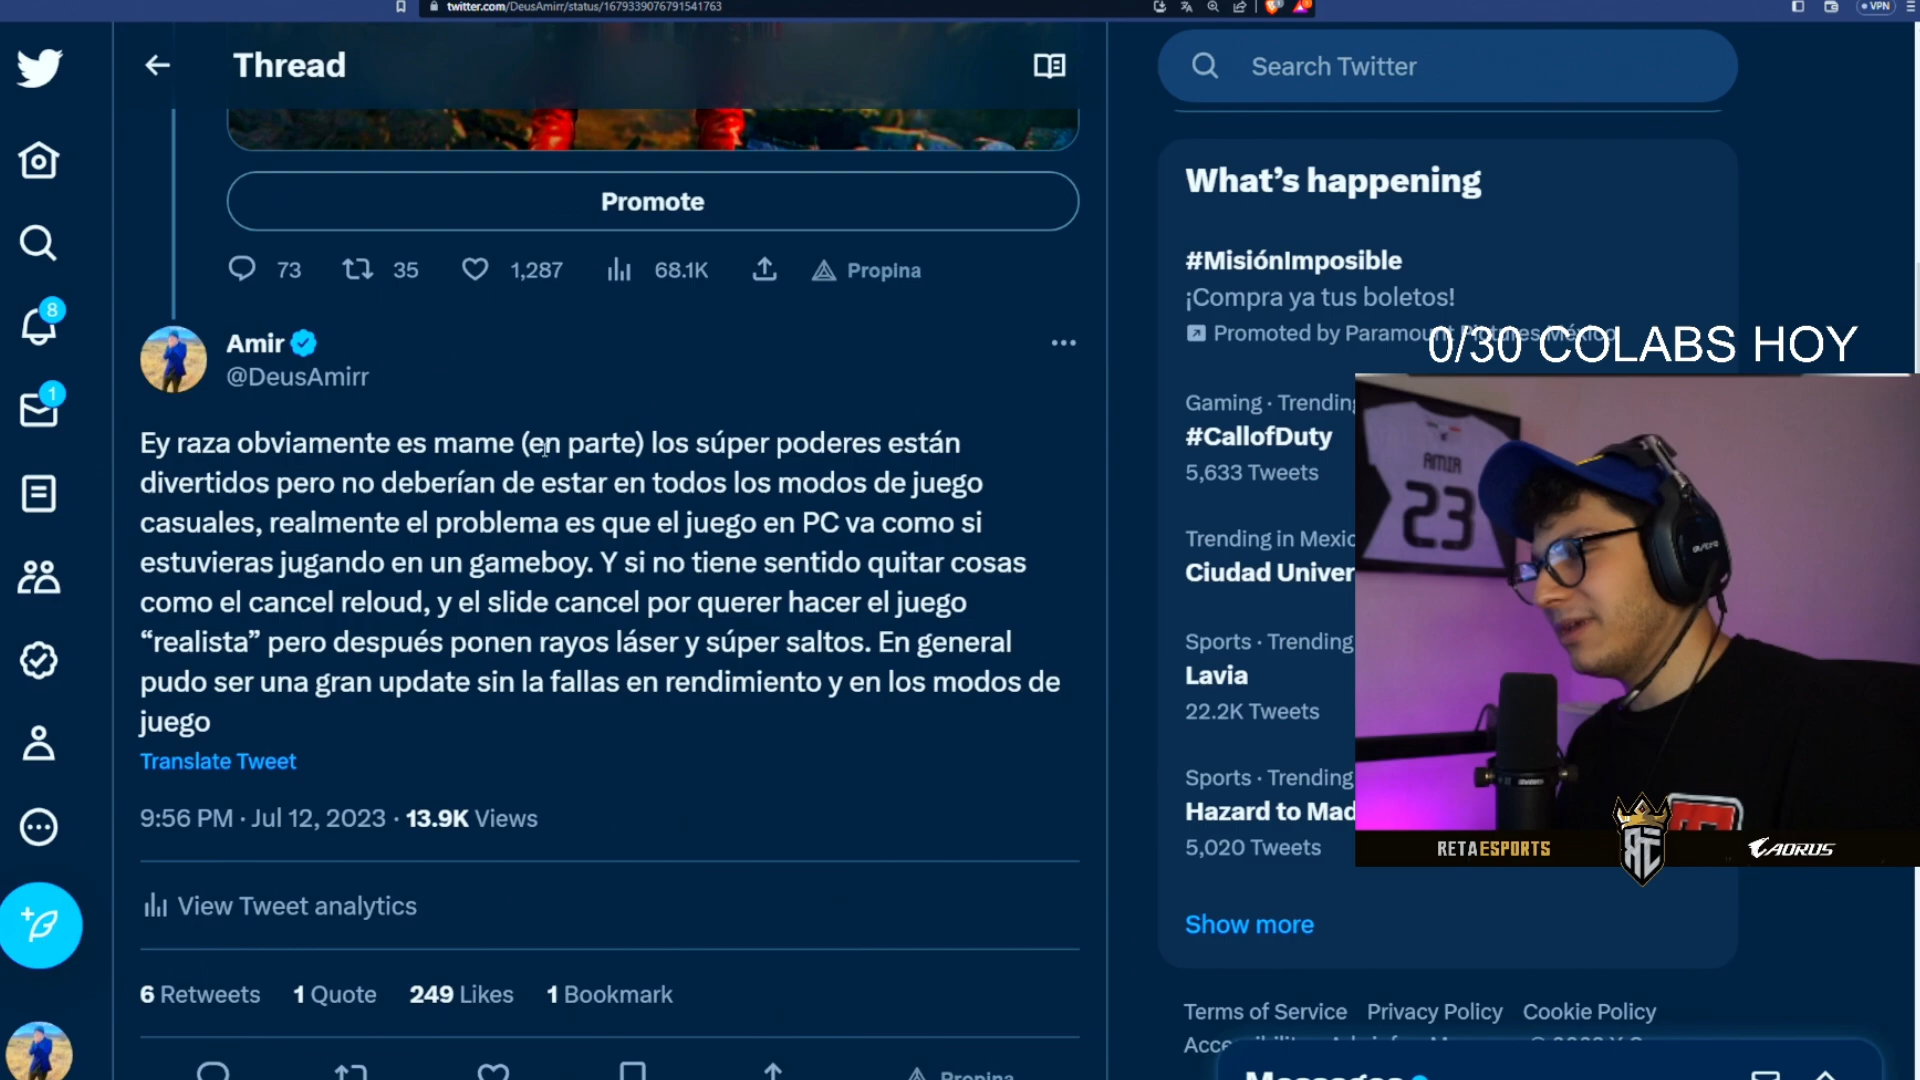 twitter.com/DeusAmirr/status/1679339076791541763
VPN
Thread
Search Twitter
Promote
73 35 1,287 68.1K Propina
Amir
@DeusAmirr
Ey raza obviamente es mame (en parte) los súper poderes están
divertidos pero no deberían de estar en todos los modos de juego
casuales, realmente el problema es que el juego en PC va como si
estuvieras jugando en un gameboy. Y si no tiene sentido quitar cosas
como el cancel reloud, y el slide cancel por querer hacer el juego
“realista” pero después ponen rayos láser y súper saltos. En general
pudo ser una gran update sin la fallas en rendimiento y en los modos de
juego
Translate Tweet
9:56 PM · Jul 12, 2023 · 13.9K Views
View Tweet analytics
6 Retweets 1 Quote 249 Likes 1 Bookmark
Propina
8
1
What’s happening
#MisiónImposible
¡Compra ya tus boletos!
Promoted by Paramount Pictures México
0/30 COLABS HOY
Gaming · Trending
#CallofDuty
5,633 Tweets
Trending in Mexic
Ciudad Univer
Sports · Trending
Lavia
22.2K Tweets
Sports · Trending
Hazard to Mad
5,020 Tweets
Show more
AMIR
23
ASTRO
RETAESPORTS
AORUS
Terms of Service Privacy Policy Cookie Policy
Messages